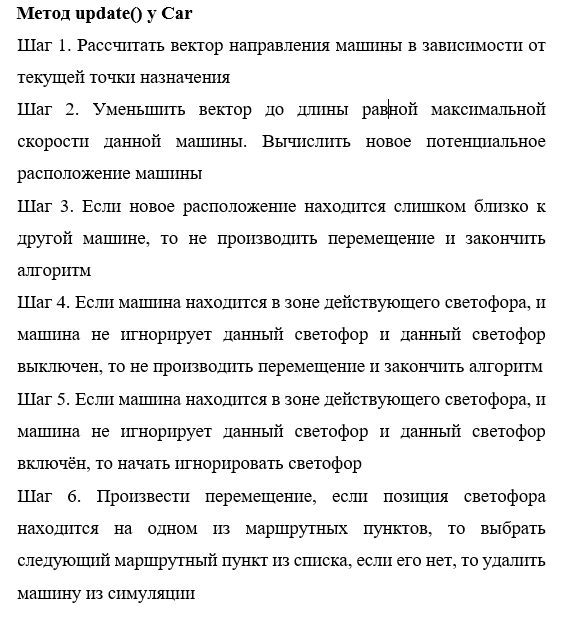 Метод update() у Car
Шаг 1. Рассчитать вектор направления машины в зависимости от
текущей точки назначения
Шаг 2. Уменьшить вектор до длины равной максимальной
скорости данной машины. Вычислить новое потенциальное
расположение машины
Шаг 3. Если новое расположение находится слишком близко к
другой машине, то не производить перемещение и закончить
алгоритм
Шаг 4. Если машина находится в зоне действующего светофора, и
машина не игнорирует данный светофор и данный светофор
выключен, то не производить перемещение и закончить алгоритм
Шаг 5. Если машина находится в зоне действующего светофора, и
машина не игнорирует данный светофор и данный светофор
включён, то начать игнорировать светофор
Шаг 6. Произвести перемещение, если позиция светофора
находится на одном из маршрутных пунктов, то выбрать
следующий маршрутный пункт из списка, если его нет, то удалить
машину из симуляции